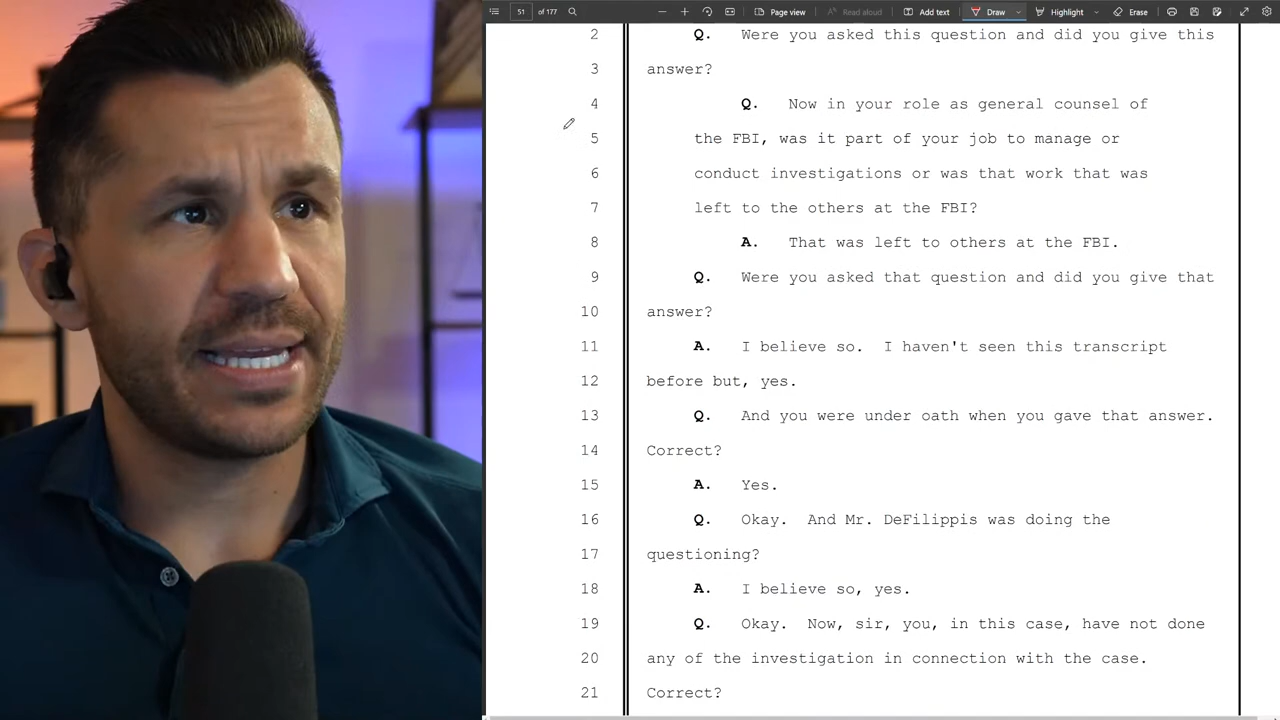 51 of 177 Page view Read aloud Add text Draw Highlight Erase
2 Q. Were you asked this question and did you give this
3 answer?
4 Q. Now in your role as general counsel of
5 the FBI, was it part of your job to manage or
6 conduct investigations or was that work that was
7 left to the others at the FBI?
8 A. That was left to others at the FBI.
9 Q. Were you asked that question and did you give that
10 answer?
11 A. I believe so. I haven't seen this transcript
12 before but, yes.
13 Q. And you were under oath when you gave that answer.
14 Correct?
15 A. Yes.
16 Q. Okay. And Mr. DeFilippis was doing the
17 questioning?
18 A. I believe so, yes.
19 Q. Okay. Now, sir, you, in this case, have not done
20 any of the investigation in connection with the case.
21 Correct?